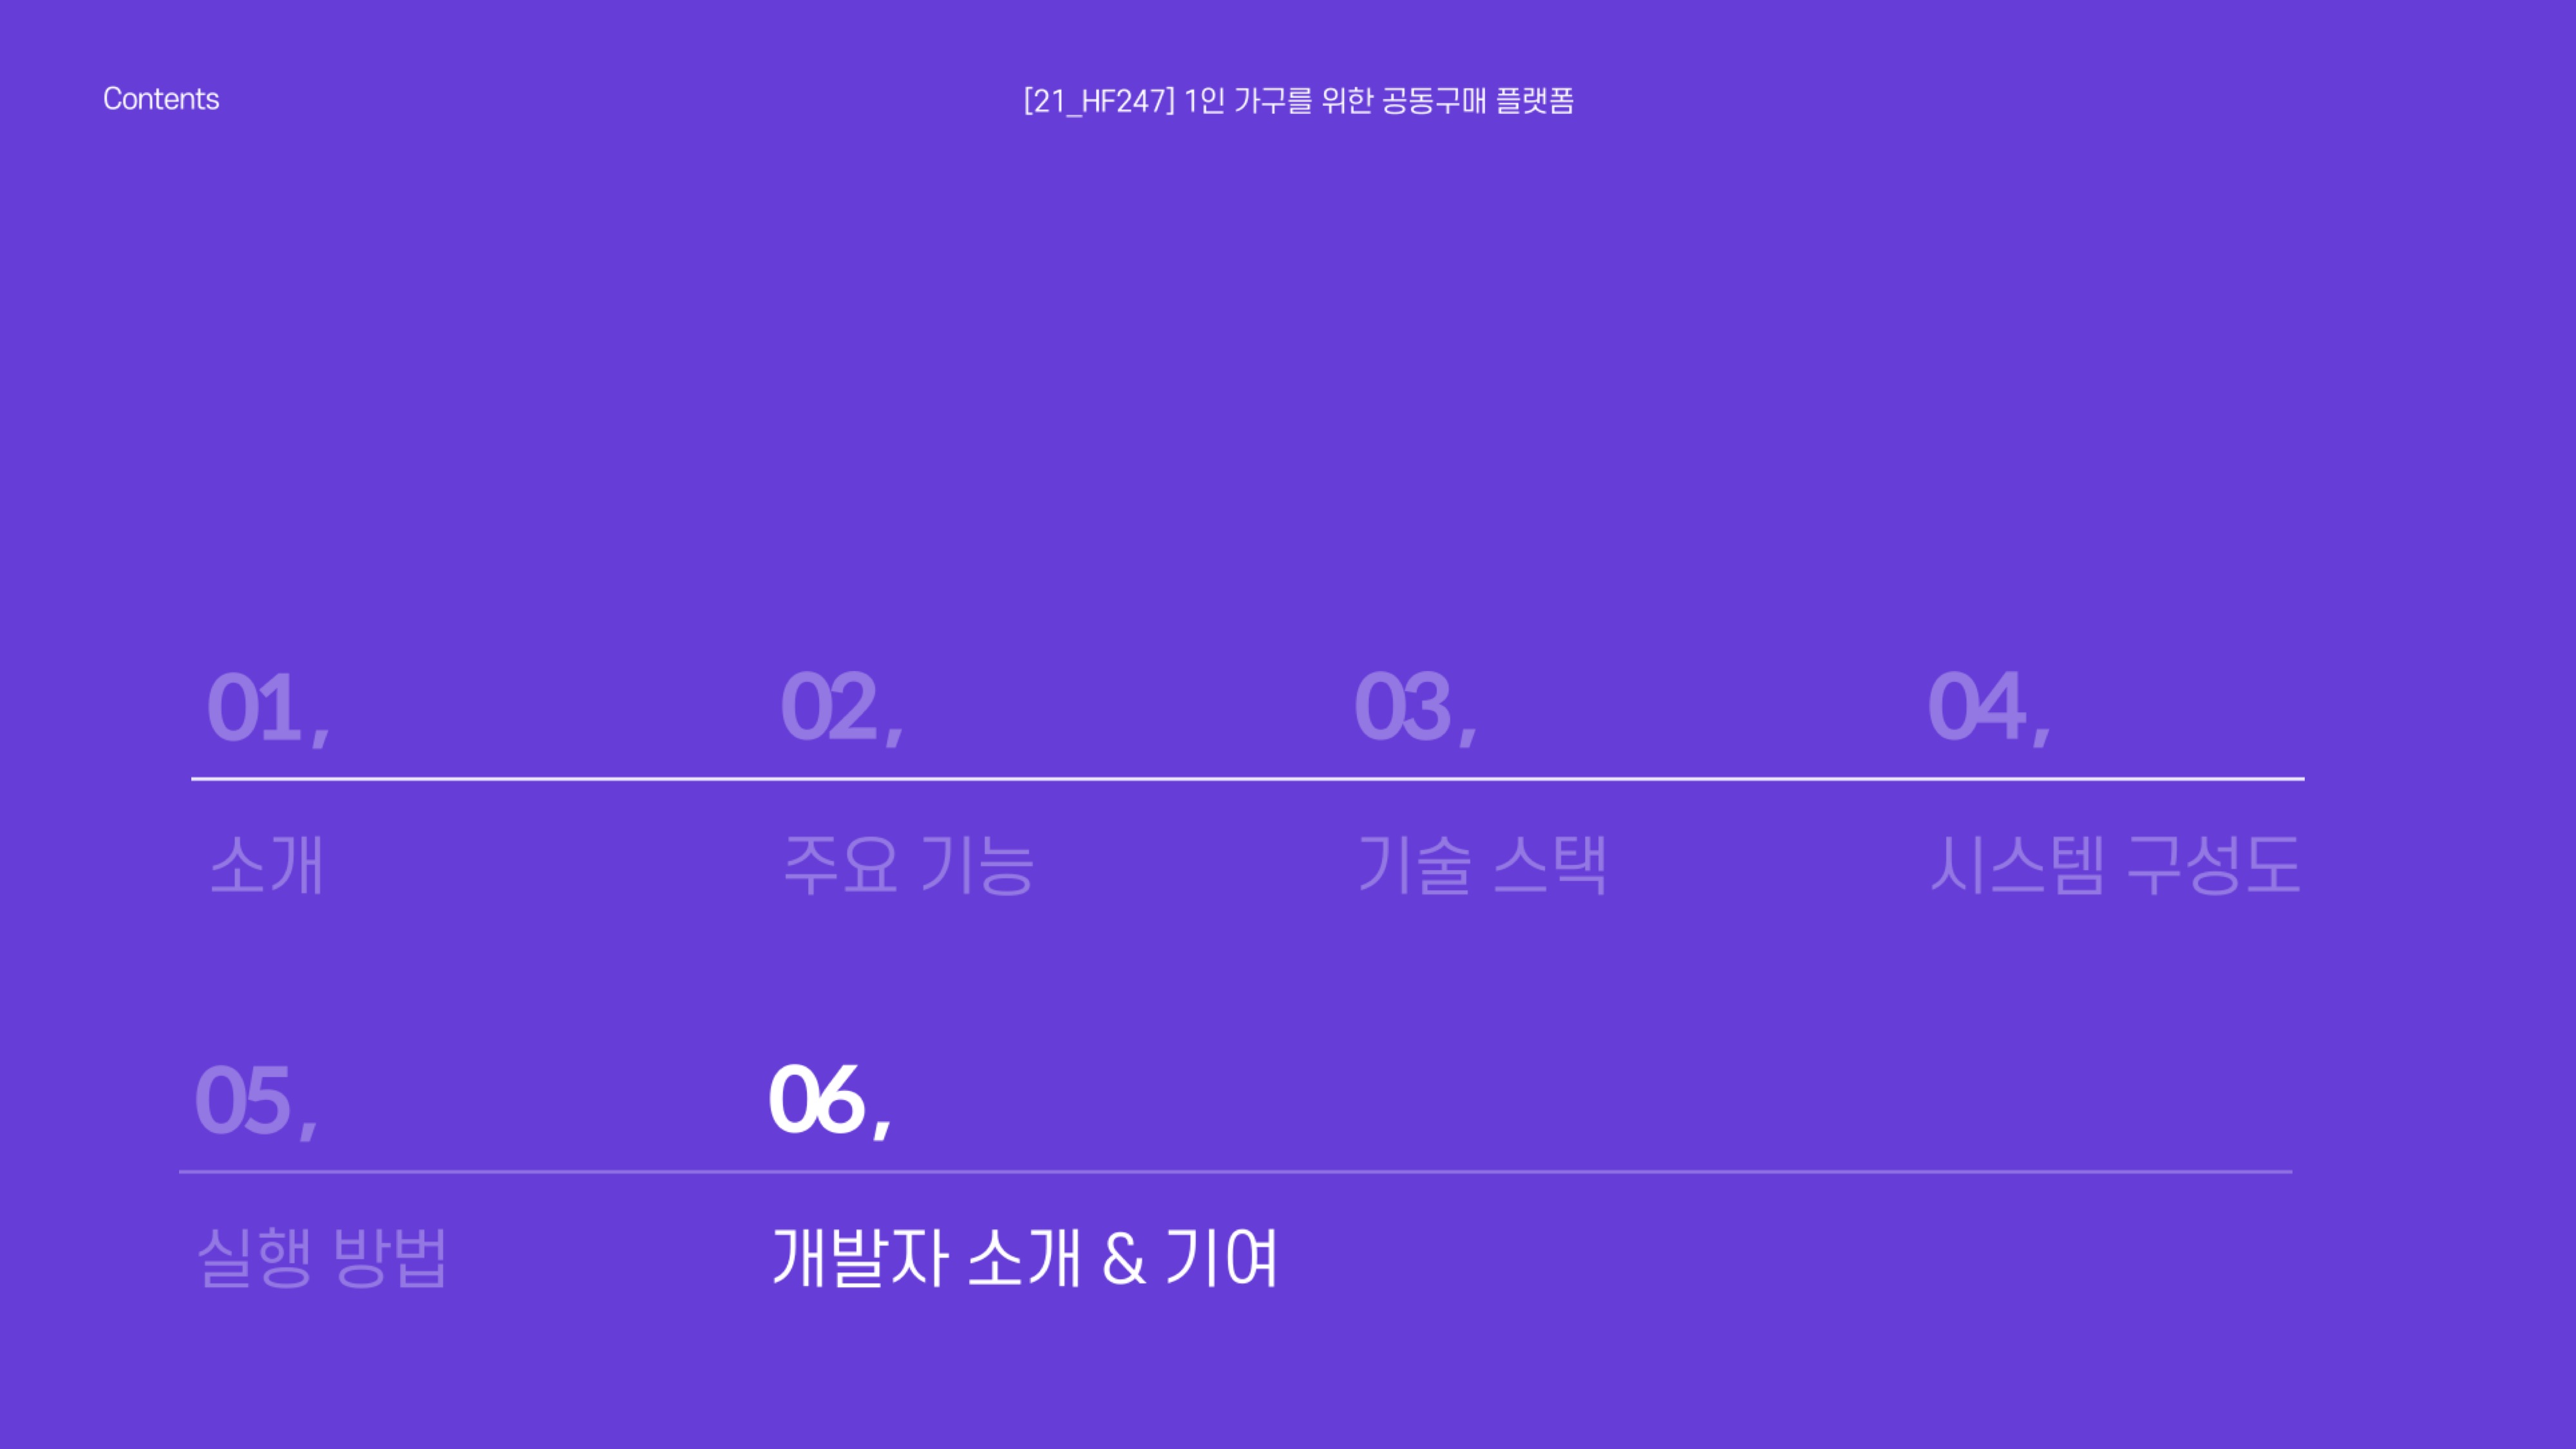 Contents
[21_HF247] 1인 가구를 위한 공동구매 플랫폼
01,
02,
03,
04,
소개
주요 기능
기술 스택
시스템 구성도
05,
06,
실행 방법
개발자 소개 & 기여